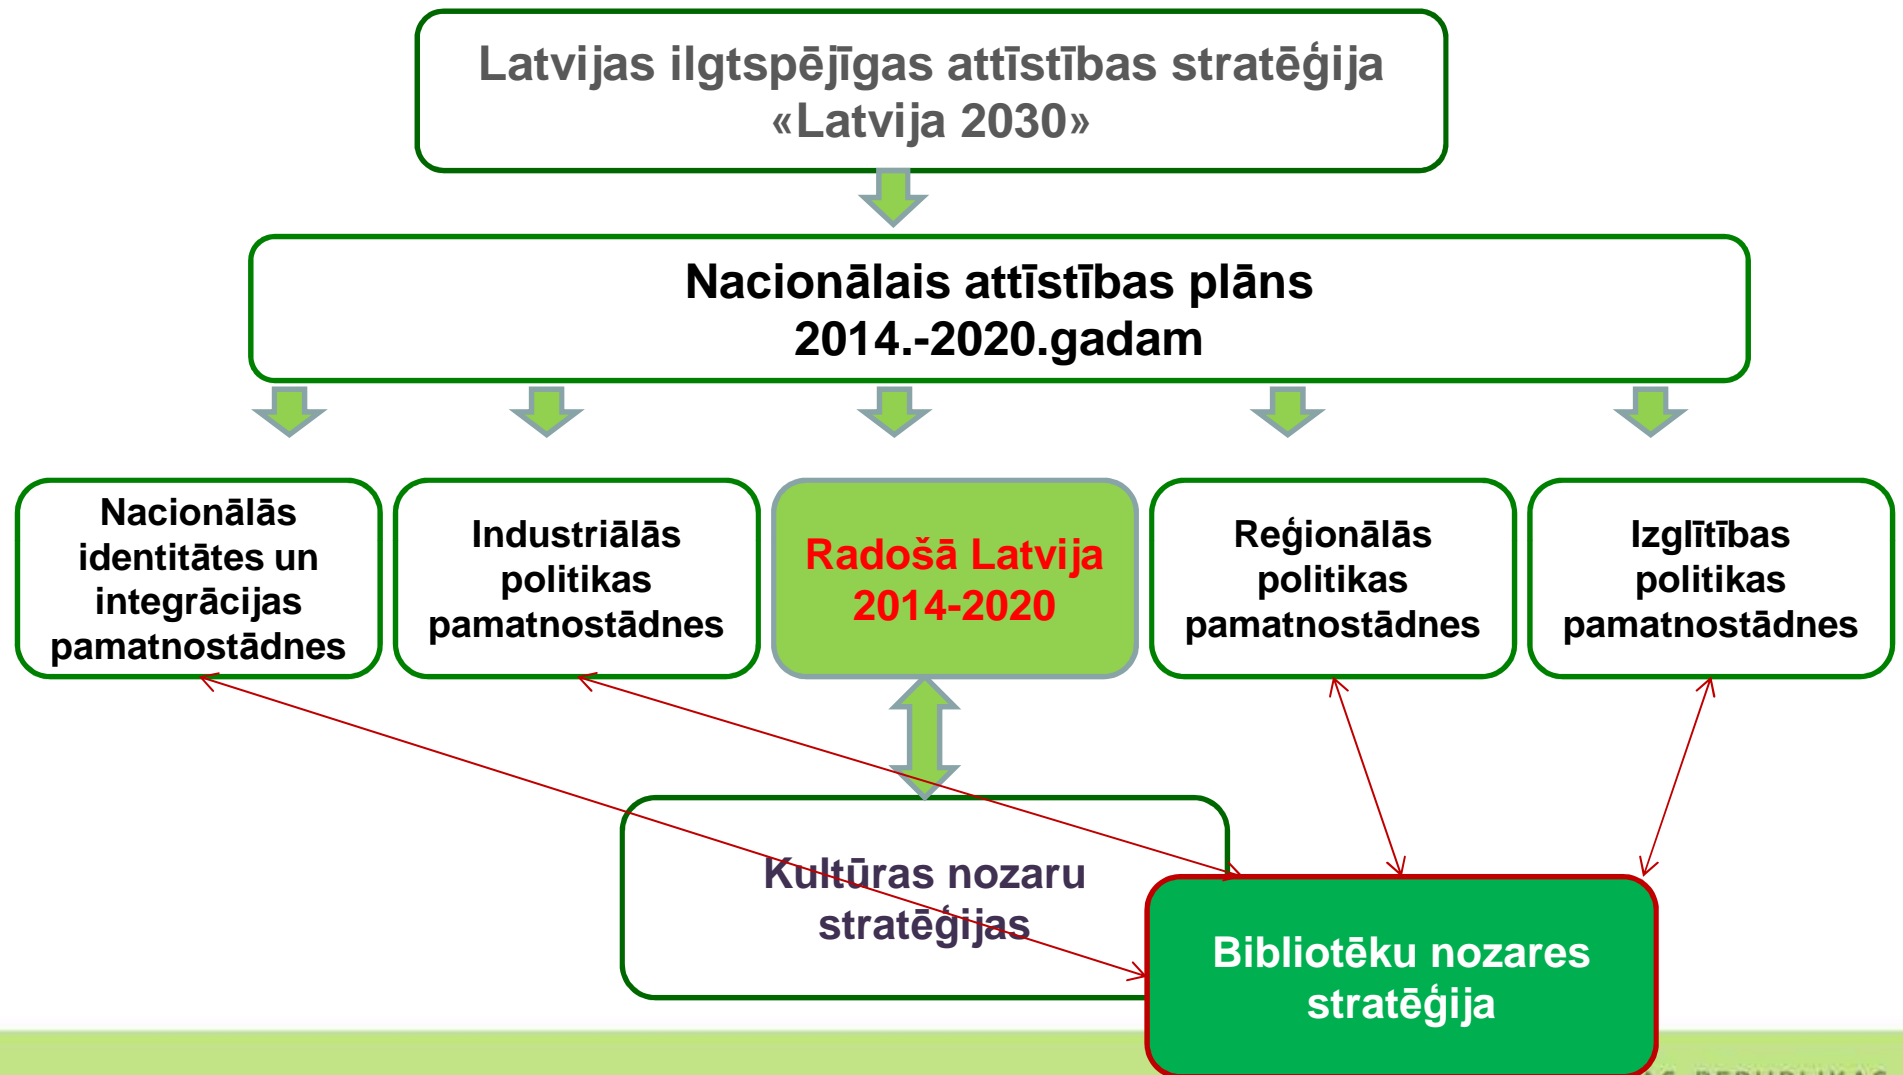 Latvijas ilgtspējīgas attīstības stratēģija
«Latvija 2030»
Nacionālais attīstības plāns
2014.-2020.gadam
Nacionālās
identitātes un
integrācijas
pamatnostādnes
Industriālās
politikas
pamatnostādnes
Radošā Latvija
2014-2020
Reģionālās
politikas
pamatnostādnes
Izglītības
politikas
pamatnostādnes
Kultūras nozaru
stratēģijas
Bibliotēku nozares
stratēģija